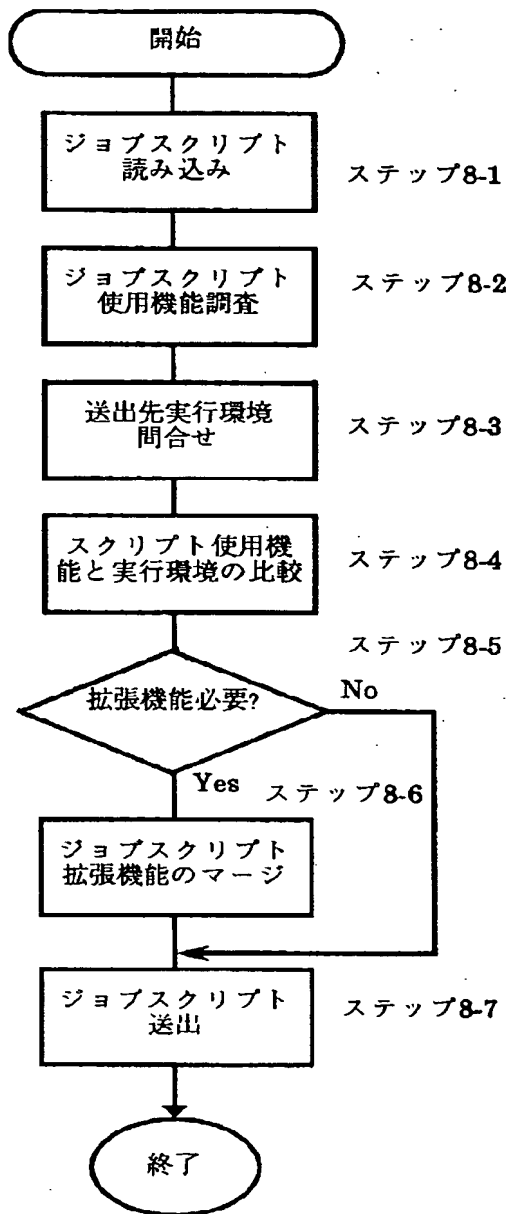 開始
ジョブスクリプト
読み込み
ステップ8-1
ジョブスクリプト
使用機能調査
ステップ8-2
送出先実行環境
問合せ
ステップ8-3
スクリプト使用機
能と実行環境の比較
ステップ8-4
ステップ8-5
拡張機能必要?
No
Yes
ステップ8-6
ジョブスクリプト
拡張機能のマージ
ジョブスクリプト
送出
ステップ8-7
終了